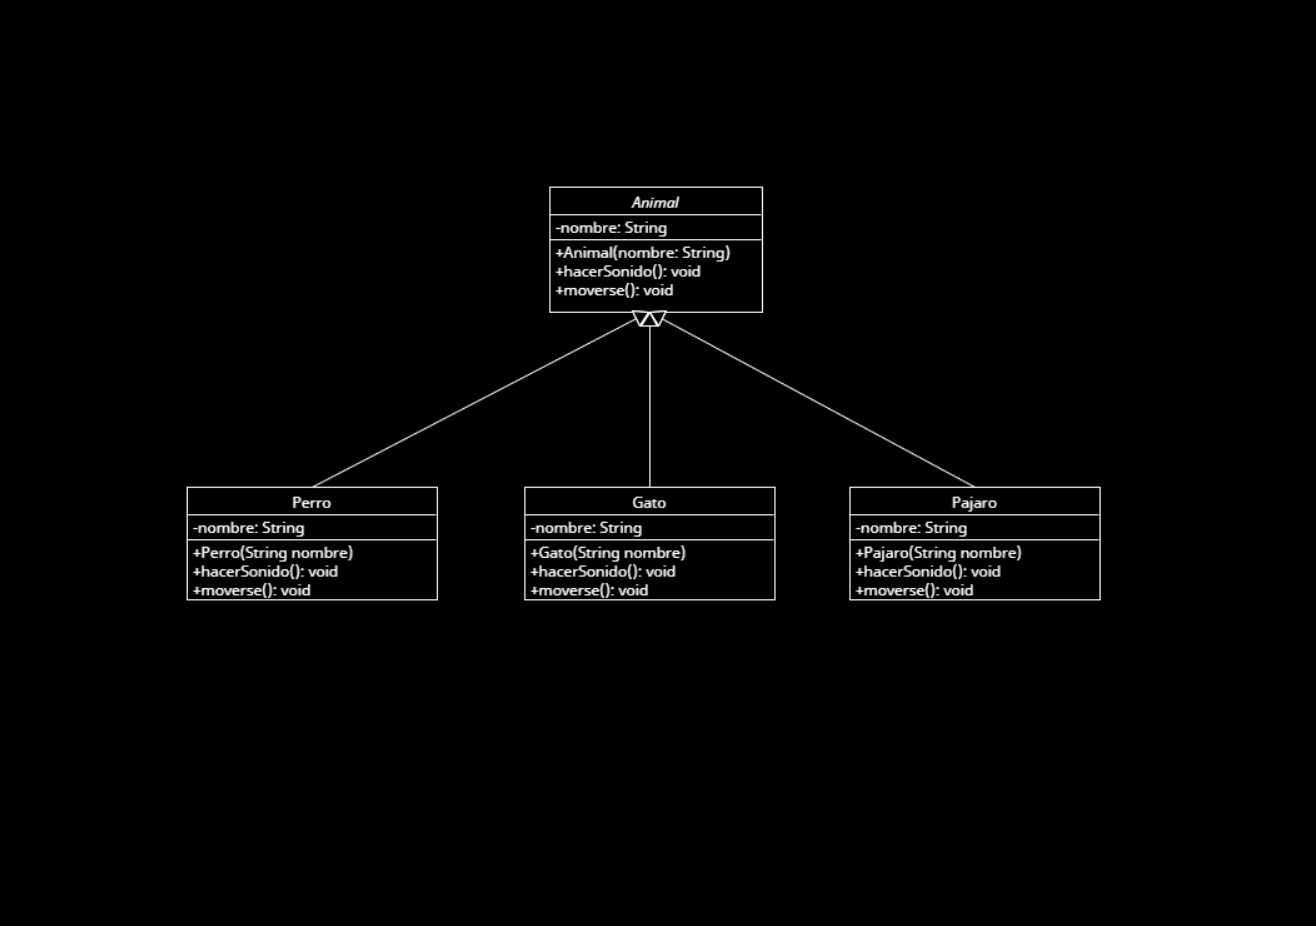 Animal
-nombre: String
+Animal(nombre: String)
+hacerSonido(): void
+moverse(): void
Perro
-nombre: String
+Perro(String nombre)
+hacerSonido(): void
+moverse(): void
Gato
-nombre: String
+Gato(String nombre)
+hacerSonido(): void
+moverse(): void
Pajaro
-nombre: String
+Pajaro(String nombre)
+hacerSonido(): void
+moverse(): void